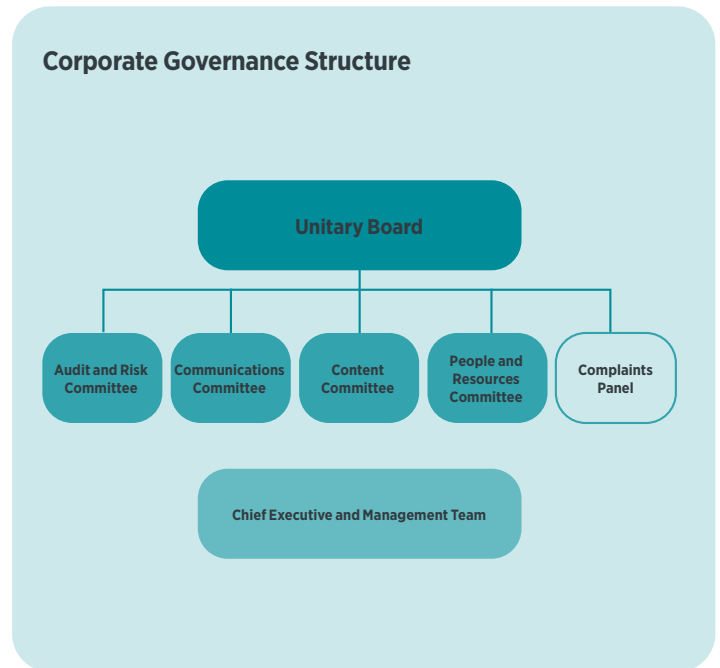 Corporate Governance Structure
Unitary Board
Audit and Risk
Committee
Communications
Committee
Content
Committee
People and
Resources
Committee
Complaints
Panel
Chief Executive and Management Team